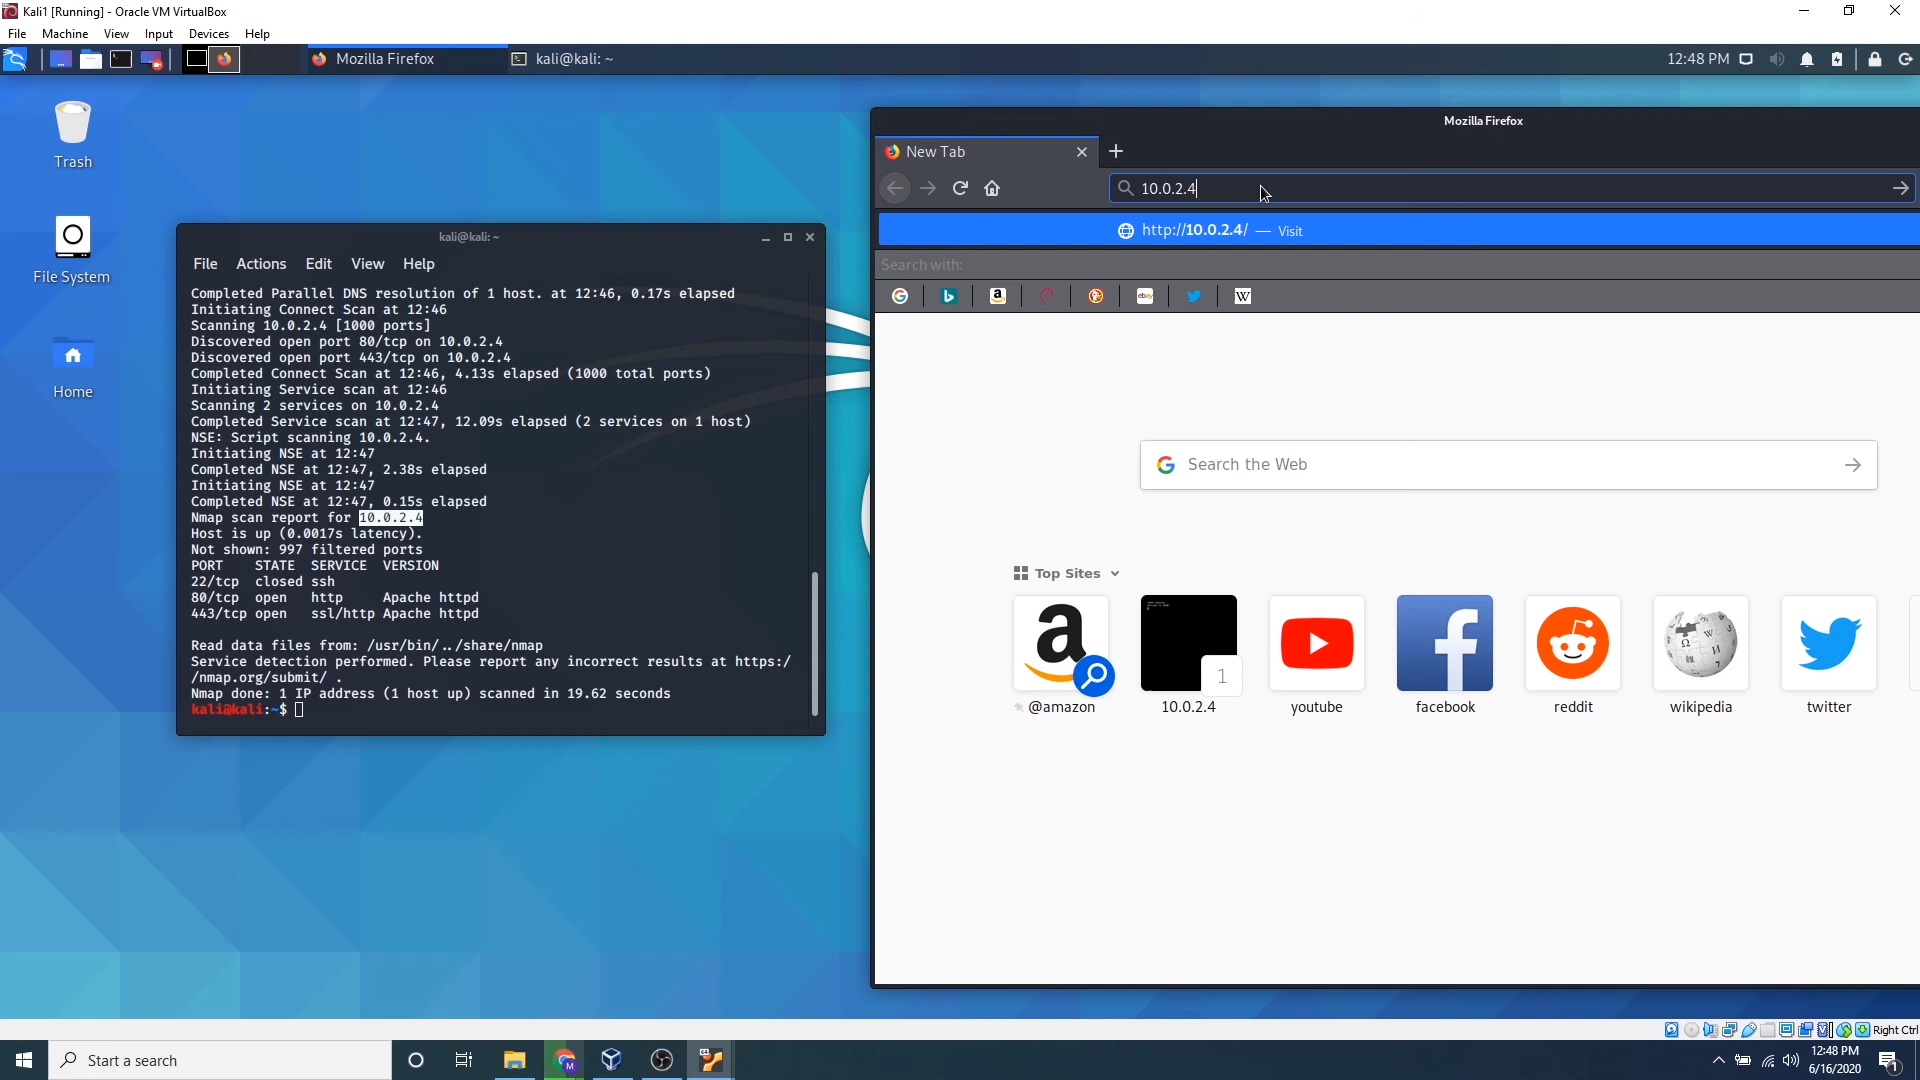 Kali1 [Running] - Oracle VM VirtualBox
File Machine View Input Devices Help
Mozilla Firefox
kali@kali: ~
12:48 PM
Trash
File System
Home
kali@kali: ~
File Actions Edit View Help
Completed Parallel DNS resolution of 1 host. at 12:46, 0.17s elapsed
Initiating Connect Scan at 12:46
Scanning 10.0.2.4 [1000 ports]
Discovered open port 80/tcp on 10.0.2.4
Discovered open port 443/tcp on 10.0.2.4
Completed Connect Scan at 12:46, 4.13s elapsed (1000 total ports)
Initiating Service scan at 12:46
Scanning 2 services on 10.0.2.4
Completed Service scan at 12:47, 12.09s elapsed (2 services on 1 host)
NSE: Script scanning 10.0.2.4.
Initiating NSE at 12:47
Completed NSE at 12:47, 2.38s elapsed
Initiating NSE at 12:47
Completed NSE at 12:47, 0.15s elapsed
Nmap scan report for 10.0.2.4
Host is up (0.0017s latency).
Not shown: 997 filtered ports
PORT STATE SERVICE VERSION
22/tcp closed ssh
80/tcp open http Apache httpd
443/tcp open ssl/http Apache httpd
Read data files from: /usr/bin/../share/nmap
Service detection performed. Please report any incorrect results at https:/
/nmap.org/submit/ .
Nmap done: 1 IP address (1 host up) scanned in 19.62 seconds
kali@kali:~$
Mozilla Firefox
New Tab
10.0.2.4
http://10.0.2.4/ — Visit
Search with:
Search the Web
Top Sites
1
@amazon
10.0.2.4
youtube
facebook
reddit
wikipedia
twitter
Right Ctrl
Start a search
12:48 PM
6/16/2020